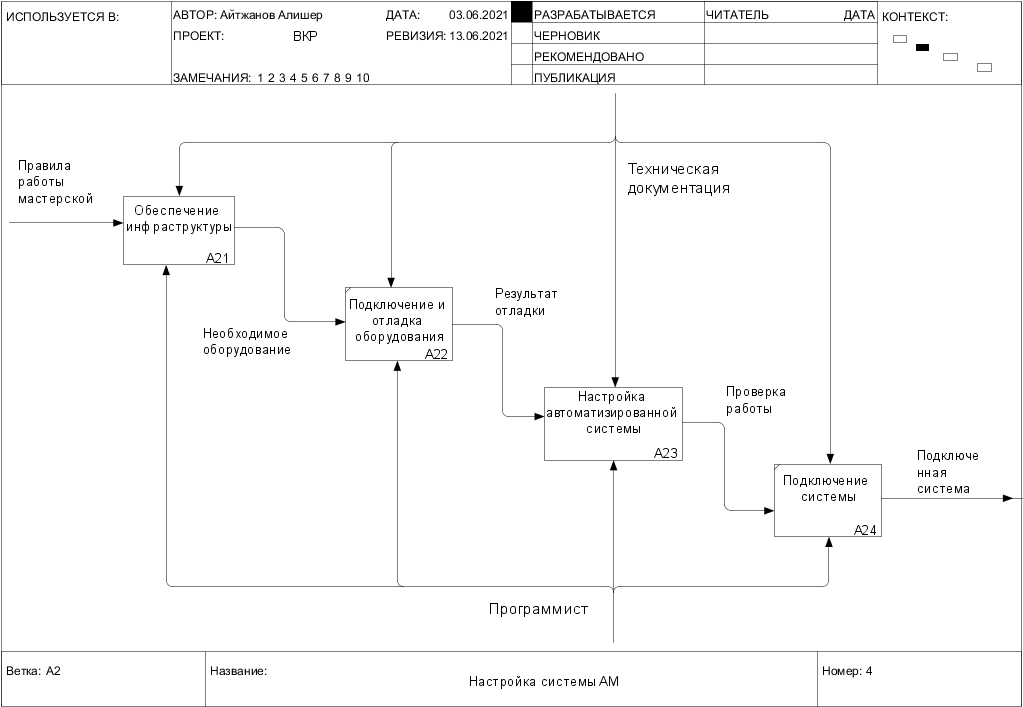 ИСПОЛЬЗУЕТСЯ В:
АВТОР: Айтжанов Алишер
ДАТА: 03.06.2021
РАЗРАБАТЫВАЕТСЯ
ЧИТАТЕЛЬ
ДАТА
КОНТЕКСТ:
ПРОЕКТ: ВКР
РЕВИЗИЯ: 13.06.2021
ЧЕРНОВИК
РЕКОМЕНДОВАНО
ЗАМЕЧАНИЯ: 1 2 3 4 5 6 7 8 9 10
ПУБЛИКАЦИЯ
Правила
работы
мастерской
Техническая
документация
Обеспечение
инфраструктуры
A21
Необходимое
оборудование
Подключение и
отладка
оборудования
A22
Результат
отладки
Настройка
автоматизированной
системы
A23
Проверка
работы
Подключение
системы
A24
Подключе
нная
система
Программист
Ветка: A2
Название:
Настройка системы АМ
Номер: 4